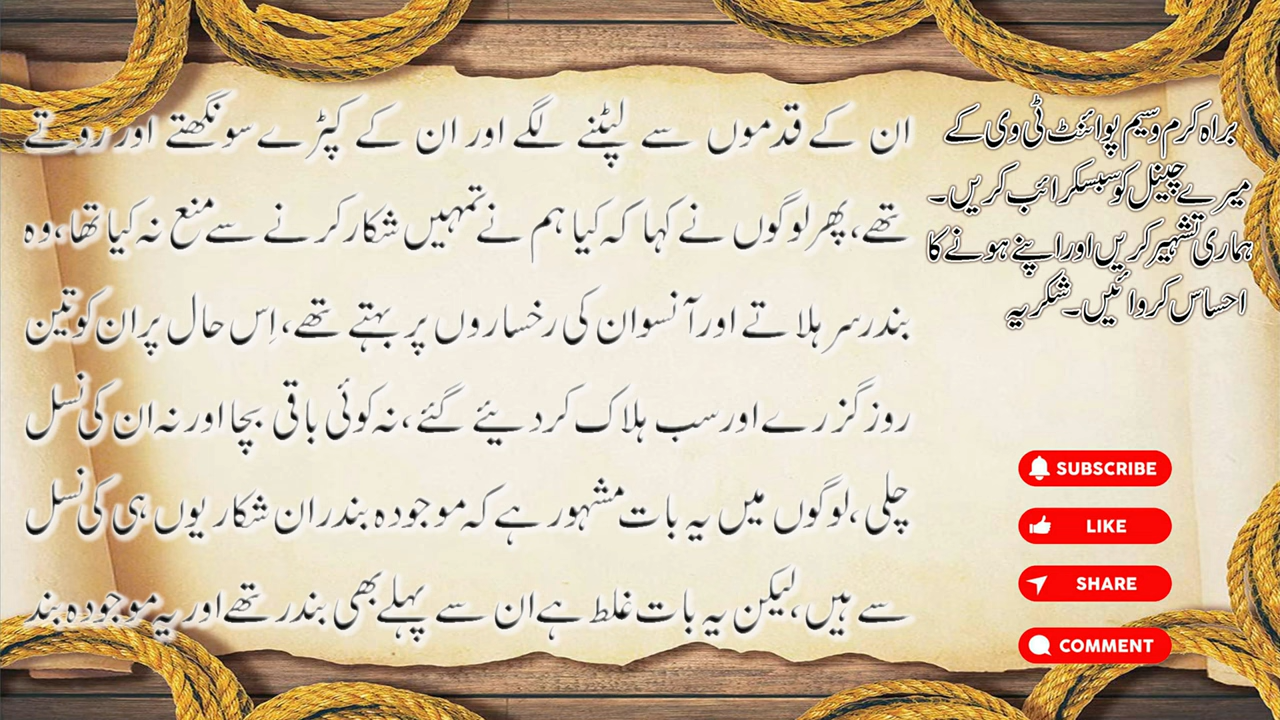 ان کے قدموں سے لپٹنے لگے اور ان کے کپڑے سونگھتے اور روتے
تھے، پھر لوگوں نے کہا کہ کیا ہم نے تمہیں شکار کرنے سے منع نہ کیا تھا، وہ
بندر سر ہلاتے اور آنسو ان کی رخساروں پر بہتے تھے، اِس حال پر ان کو تین
روز گزرے اور سب ہلاک کر دیئے گئے، نہ کوئی باقی بچا اور نہ ان کی نسل
چلی، لوگوں میں یہ بات مشہور ہے کہ موجودہ بندر ان شکاریوں ہی کی نسل
سے ہیں، لیکن یہ بات غلط ہے ان سے پہلے بھی بندر تھے اور یہ موجودہ بند
براہ کرم وسیم پوائنٹ ٹی وی کے
میرے چینل کو سبسکرائب کریں۔
ہماری تشہیر کریں اور اپنے ہونے کا
احساس کروائیں۔ شکریہ
SUBSCRIBE
LIKE
SHARE
COMMENT